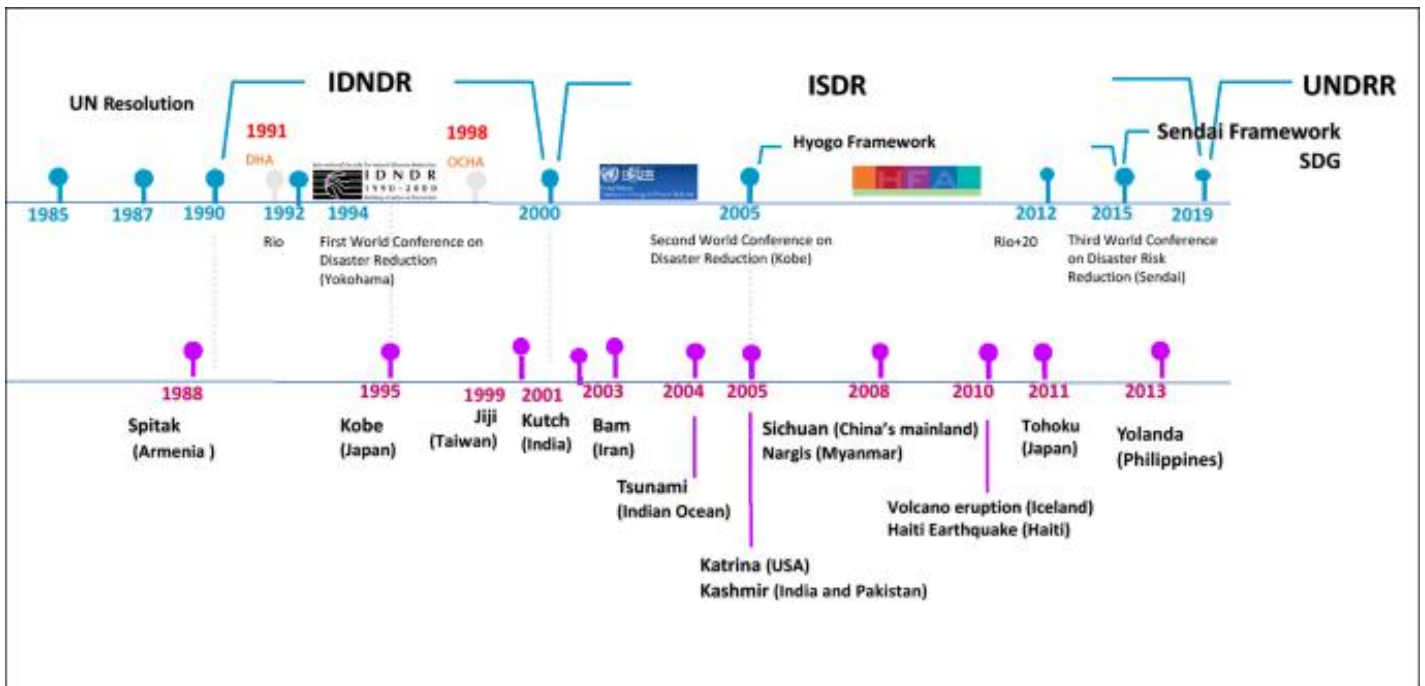 IDNDR
ISDR
UNDRR
UN Resolution
1991
1998
Hyogo Framework
Sendai Framework
SDG
DHA
OCHA
IDNDR
1990-2000
HFA
1985
1987
1990
1992
1994
2000
2005
2012
2015
2019
Rio
First World Conference on
Disaster Reduction
(Yokohama)
Second World Conference on
Disaster Reduction (Kobe)
Rio+20
Third World Conference
on Disaster Risk
Reduction (Sendai)
1988
1995
1999
2001
2003
2004
2005
2008
2010
2011
2013
Spitak
(Armenia )
Kobe
(Japan)
Jiji
(Taiwan)
Kutch
(India)
Bam
(Iran)
Tsunami
(Indian Ocean)
Katrina (USA)
Kashmir (India and Pakistan)
Sichuan (China's mainland)
Nargis (Myanmar)
Volcano eruption (Iceland)
Haiti Earthquake (Haiti)
Tohoku
(Japan)
Yolanda
(Philippines)